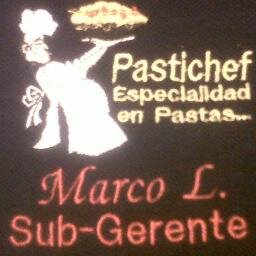 Pastichef
Especialidad
en Pastas...
Marco L.
Sub-Gerente